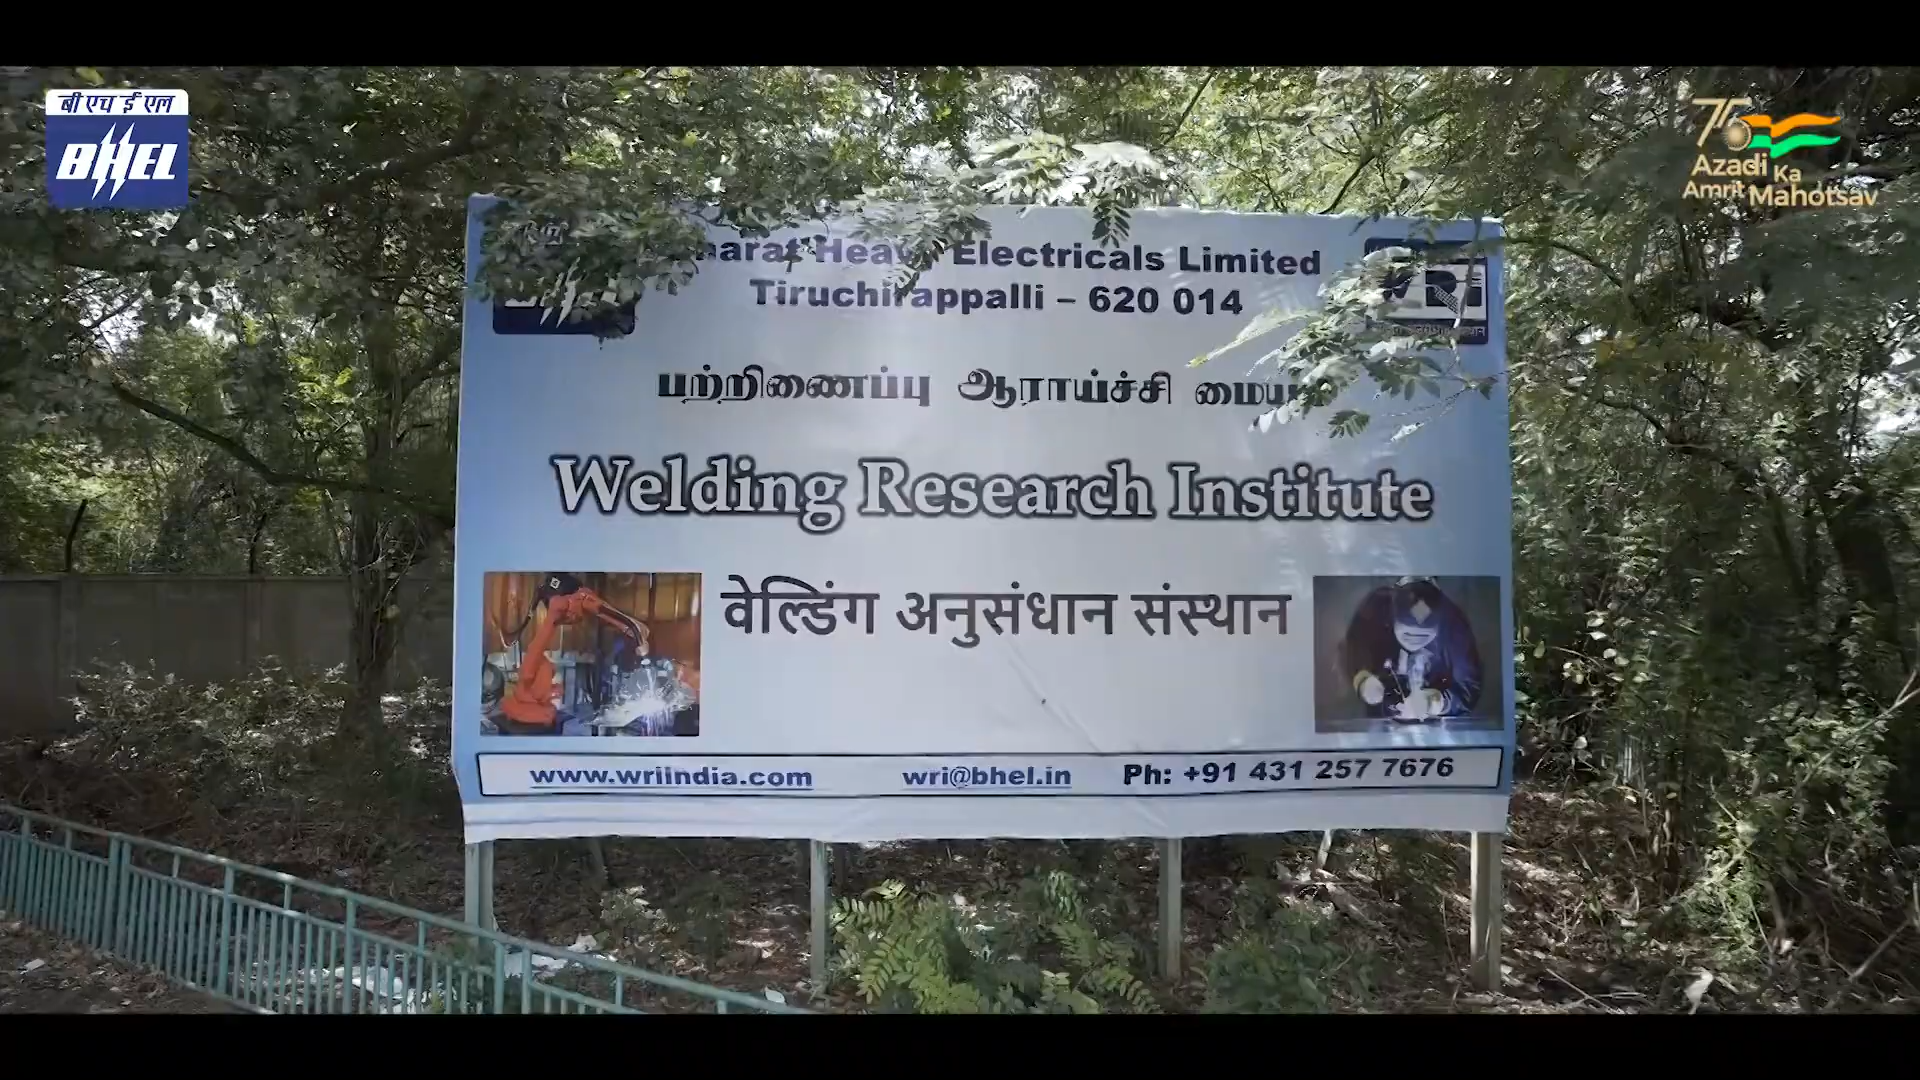 बी एच ई एल
BHEL
75
Azadi Ka
Amrit Mahotsav
Electricals Limited
Tiruchirappalli – 620 014
பற்றிணைப்பு ஆராய்ச்சி
Welding Research Institute
वेल्डिंग अनुसंधान संस्थान
www.wriindia.com wri@bhel.in Ph: +91 431 257 7676